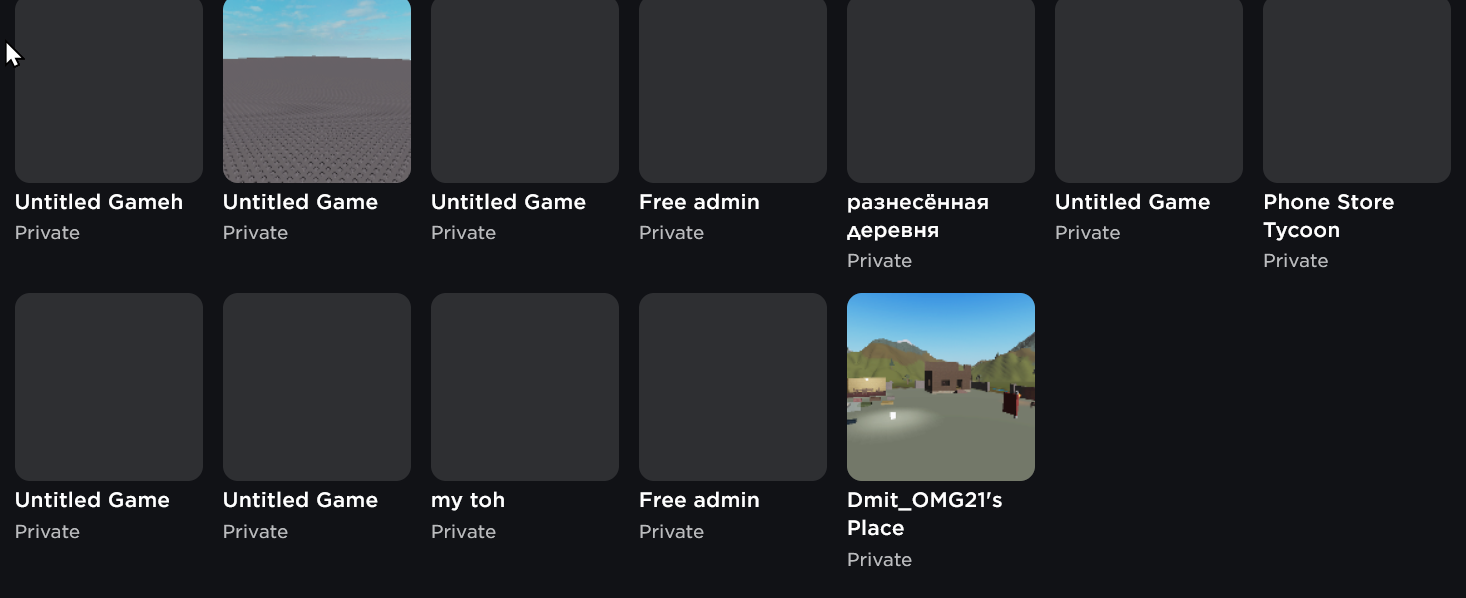 Untitled Gameh
Private
Untitled Game
Private
Untitled Game
Private
Free admin
Private
разнесённая
деревня
Private
Untitled Game
Private
Phone Store
Tycoon
Private
Untitled Game
Private
Untitled Game
Private
my toh
Private
Free admin
Private
Dmit_OMG21's
Place
Private